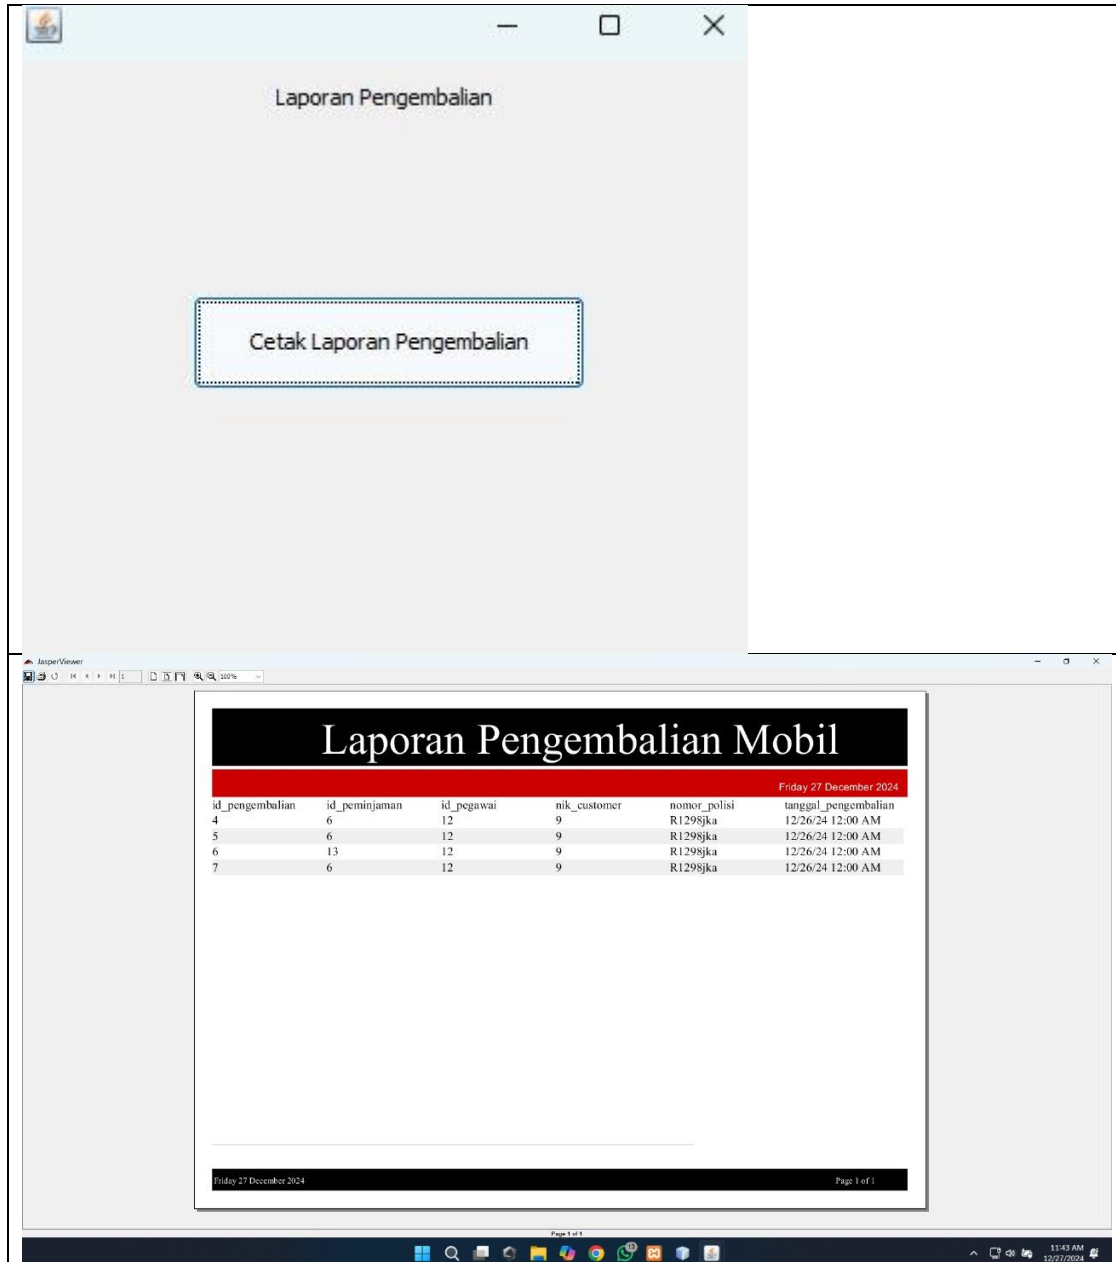 Laporan Pengembalian
Cetak Laporan Pengembalian
JasperViewer
1
100%
Laporan Pengembalian Mobil
Friday 27 December 2024
id_pengembalian id_peminjaman id_pegawai nik_customer nomor_polisi tanggal_pengembalian
4 6 12 9 R1298jka 12/26/24 12:00 AM
5 6 12 9 R1298jka 12/26/24 12:00 AM
6 13 12 9 R1298jka 12/26/24 12:00 AM
7 6 12 9 R1298jka 12/26/24 12:00 AM
Friday 27 December 2024 Page 1 of 1
Page 1 of 1
11:43 AM
12/27/2024